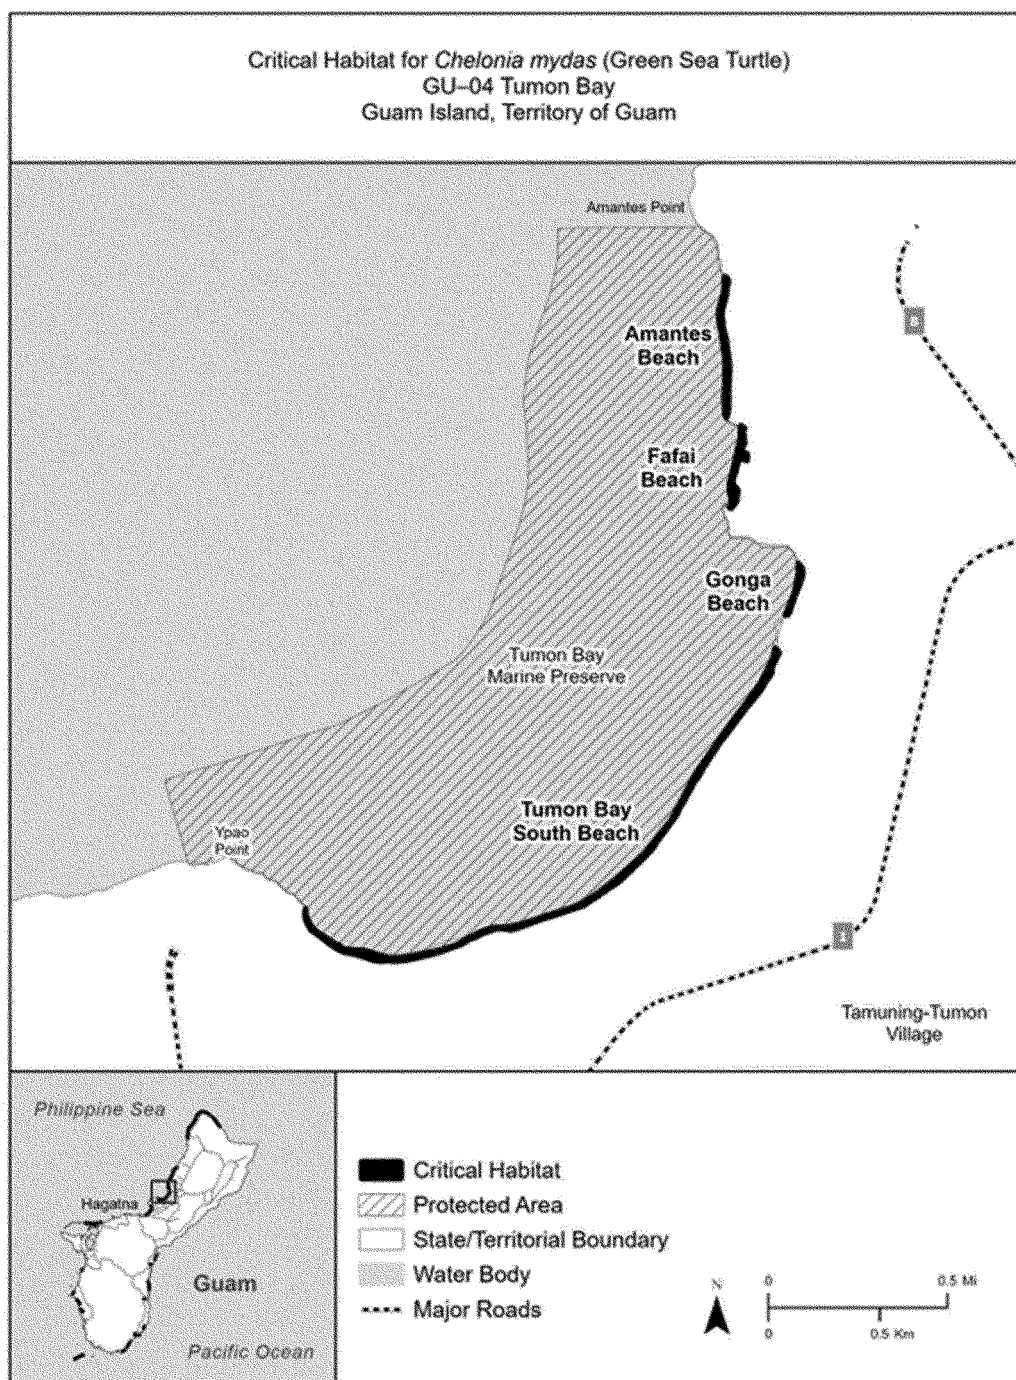 Critical Habitat for Chelonia mydas (Green Sea Turtle)
GU–04 Tumon Bay
Guam Island, Territory of Guam
Amantes Point
Amantes
Beach
Fafai
Beach
Gonga
Beach
Tumon Bay
Marine Preserve
Tumon Bay
South Beach
Ypao
Point
1
Tamuning-Tumon
Village
Philippine Sea
Hagatna
Guam
Pacific Ocean
Critical Habitat
Protected Area
State/Territorial Boundary
Water Body
Major Roads
N
0
0.5 Mi
0
0.5 Km